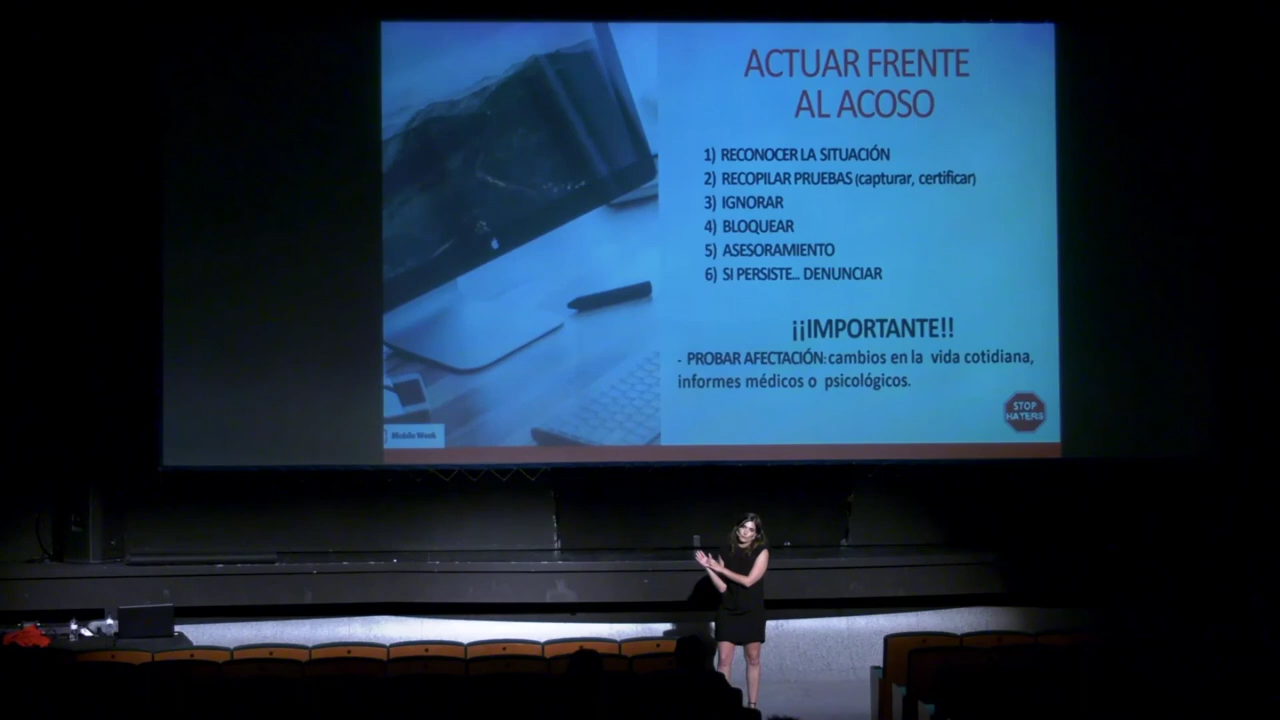 ACTUAR FRENTE
AL ACOSO
1) RECONOCER LA SITUACIÓN
2) RECOPILAR PRUEBAS (capturar, certificar)
3) IGNORAR
4) BLOQUEAR
5) ASESORAMIENTO
6) SI PERSISTE... DENUNCIAR
¡¡IMPORTANTE!!
- PROBAR AFECTACIÓN: cambios en la vida cotidiana,
informes médicos o psicológicos.
STOP
HATERS
Mobile Week